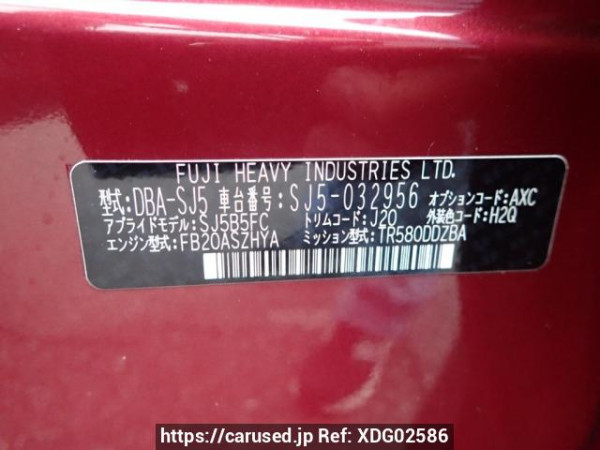 FUJI HEAVY INDUSTRIES LTD.
型式:DBA-SJ5 車台番号:SJ5-032956 オプションコード:AXC
アプライドモデル:SJ5B5FC トリムコード:J20 外装色コード:H2Q
エンジン型式:FB20ASZHYA ミッション型式:TR580DDZBA
https://carused.jp Ref: XDG02586